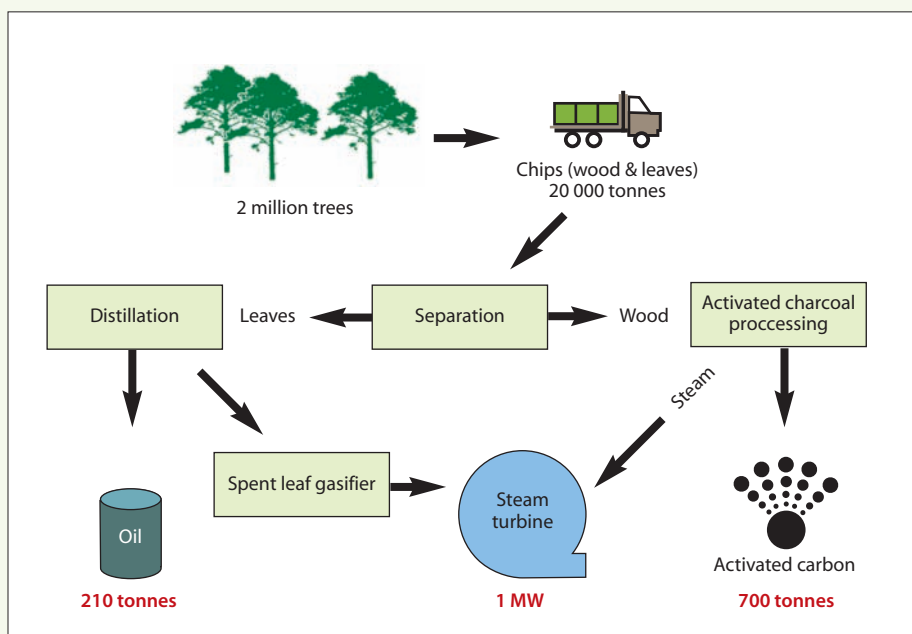 2 million trees
Chips (wood & leaves)
20 000 tonnes
Distillation
Leaves
Separation
Wood
Activated charcoal
proccessing
Steam
Spent leaf gasifier
Steam
turbine
Oil
Activated carbon
210 tonnes
1 MW
700 tonnes